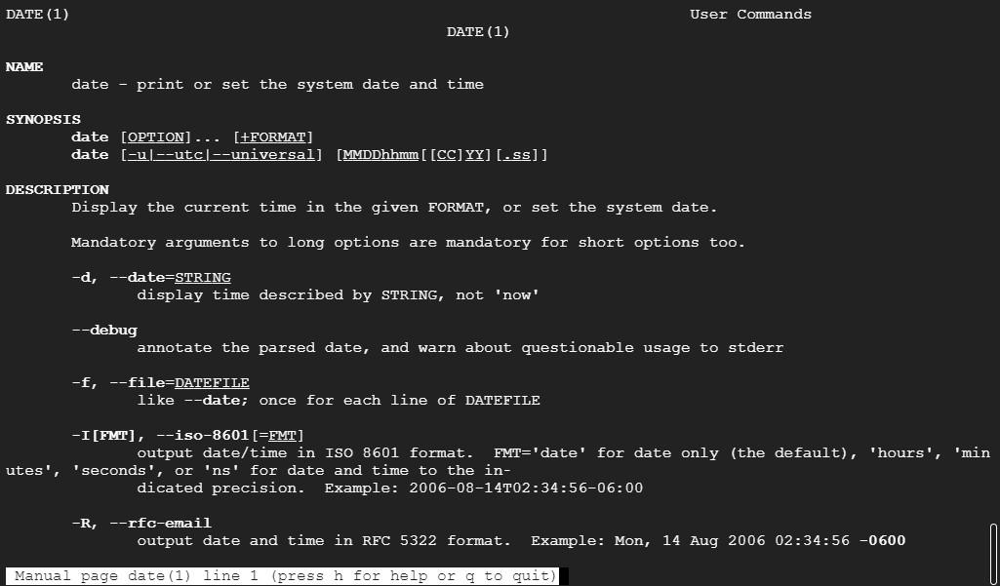 DATE(1) User Commands
DATE(1)
NAME
date - print or set the system date and time
SYNOPSIS
date [OPTION]... [+FORMAT]
date [-u|--utc|--universal] [MMDDhhmm[[CC]YY][.ss]]
DESCRIPTION
Display the current time in the given FORMAT, or set the system date.
Mandatory arguments to long options are mandatory for short options too.
-d, --date=STRING
display time described by STRING, not 'now'
--debug
annotate the parsed date, and warn about questionable usage to stderr
-f, --file=DATEFILE
like --date; once for each line of DATEFILE
-I[FMT], --iso-8601[=FMT]
output date/time in ISO 8601 format.  FMT='date' for date only (the default), 'hours', 'min
utes', 'seconds', or 'ns' for date and time to the in-
dicated precision.  Example: 2006-08-14T02:34:56-06:00
-R, --rfc-email
output date and time in RFC 5322 format.  Example: Mon, 14 Aug 2006 02:34:56 -0600
Manual page date(1) line 1 (press h for help or q to quit)